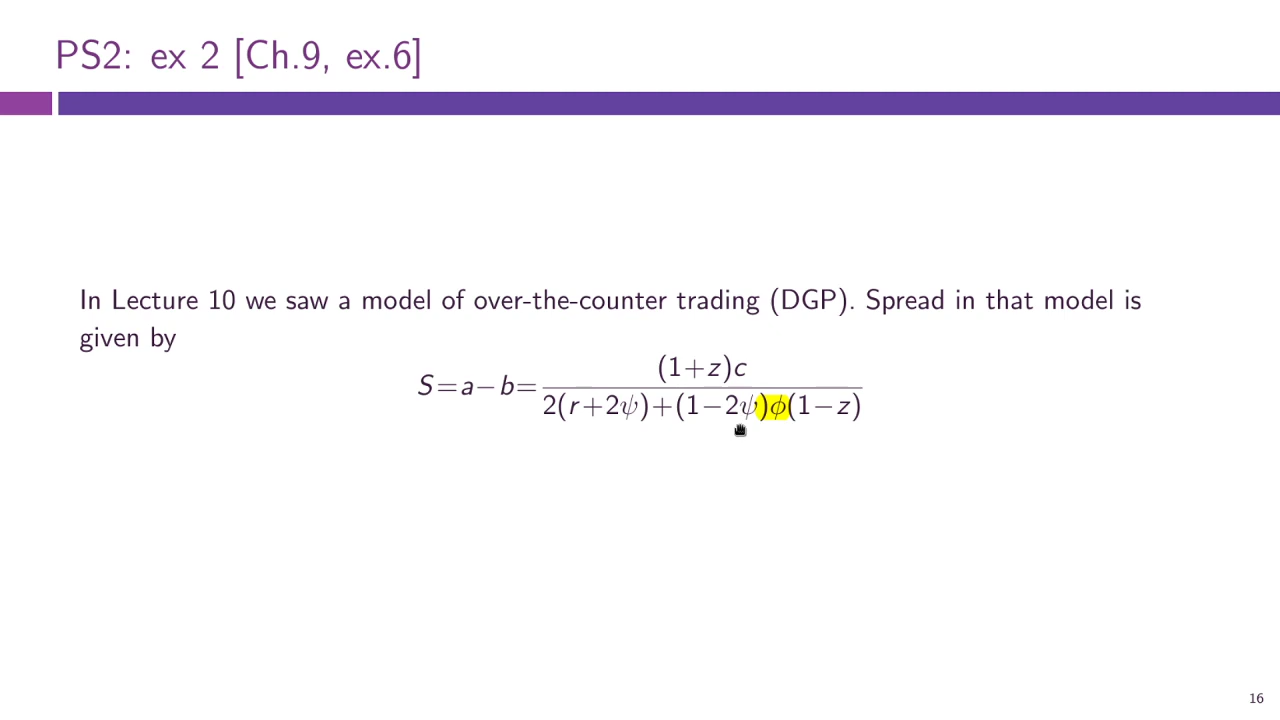 PS2: ex 2 [Ch.9, ex.6]
In Lecture 10 we saw a model of over-the-counter trading (DGP). Spread in that model is
given by
S=a−b= (1+z)c
2(r+2ψ)+(1−2ψ)ϕ(1−z)
16